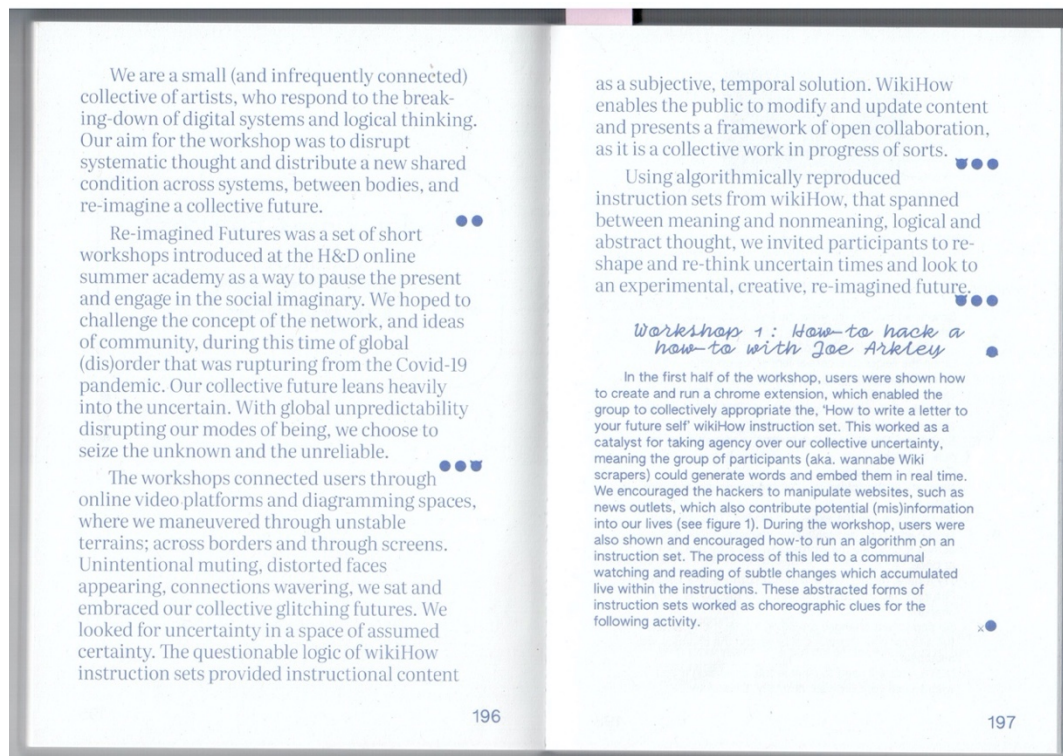 We are a small (and infrequently connected)
collective of artists, who respond to the break-
ing-down of digital systems and logical thinking.
Our aim for the workshop was to disrupt
systematic thought and distribute a new shared
condition across systems, between bodies, and
re-imagine a collective future.
Re-imagined Futures was a set of short
workshops introduced at the H&D online
summer academy as a way to pause the present
and engage in the social imaginary. We hoped to
challenge the concept of the network, and ideas
of community, during this time of global
(dis)order that was rupturing from the Covid-19
pandemic. Our collective future leans heavily
into the uncertain. With global unpredictability
disrupting our modes of being, we choose to
seize the unknown and the unreliable.
The workshops connected users through
online video platforms and diagramming spaces,
where we maneuvered through unstable
terrains; across borders and through screens.
Unintentional muting, distorted faces
appearing, connections wavering, we sat and
embraced our collective glitching futures. We
looked for uncertainty in a space of assumed
certainty. The questionable logic of wikiHow
instruction sets provided instructional content
196
as a subjective, temporal solution. WikiHow
enables the public to modify and update content
and presents a framework of open collaboration,
as it is a collective work in progress of sorts.
Using algorithmically reproduced
instruction sets from wikiHow, that spanned
between meaning and nonmeaning, logical and
abstract thought, we invited participants to re-
shape and re-think uncertain times and look to
an experimental, creative, re-imagined future.
Workshop 1: How-to hack a
how-to with Joe Arkley
In the first half of the workshop, users were shown how
to create and run a chrome extension, which enabled the
group to collectively appropriate the, 'How to write a letter to
your future self' wikiHow instruction set. This worked as a
catalyst for taking agency over our collective uncertainty,
meaning the group of participants (aka. wannabe Wiki
scrapers) could generate words and embed them in real time.
We encouraged the hackers to manipulate websites, such as
news outlets, which also contribute potential (mis)information
into our lives (see figure 1). During the workshop, users were
also shown and encouraged how-to run an algorithm on an
instruction set. The process of this led to a communal
watching and reading of subtle changes which accumulated
live within the instructions. These abstracted forms of
instruction sets worked as choreographic clues for the
following activity.
197